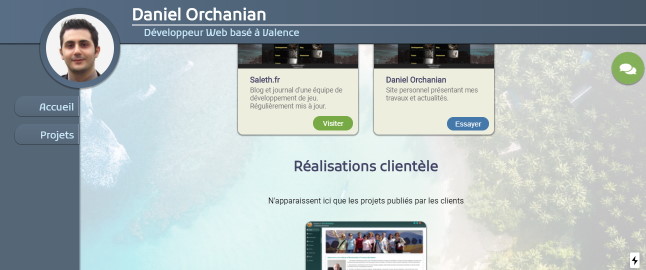 Daniel Orchanian
Développeur Web basé à Valence
Accueil
Projets
Saleth.fr
Blog et journal d'une équipe de
développement de jeu.
Régulièrement mis à jour.
Visiter
Daniel Orchanian
Site personnel présentant mes
travaux et actualités.
Essayer
Réalisations clientèle
N'apparaissent ici que les projets publiés par les clients